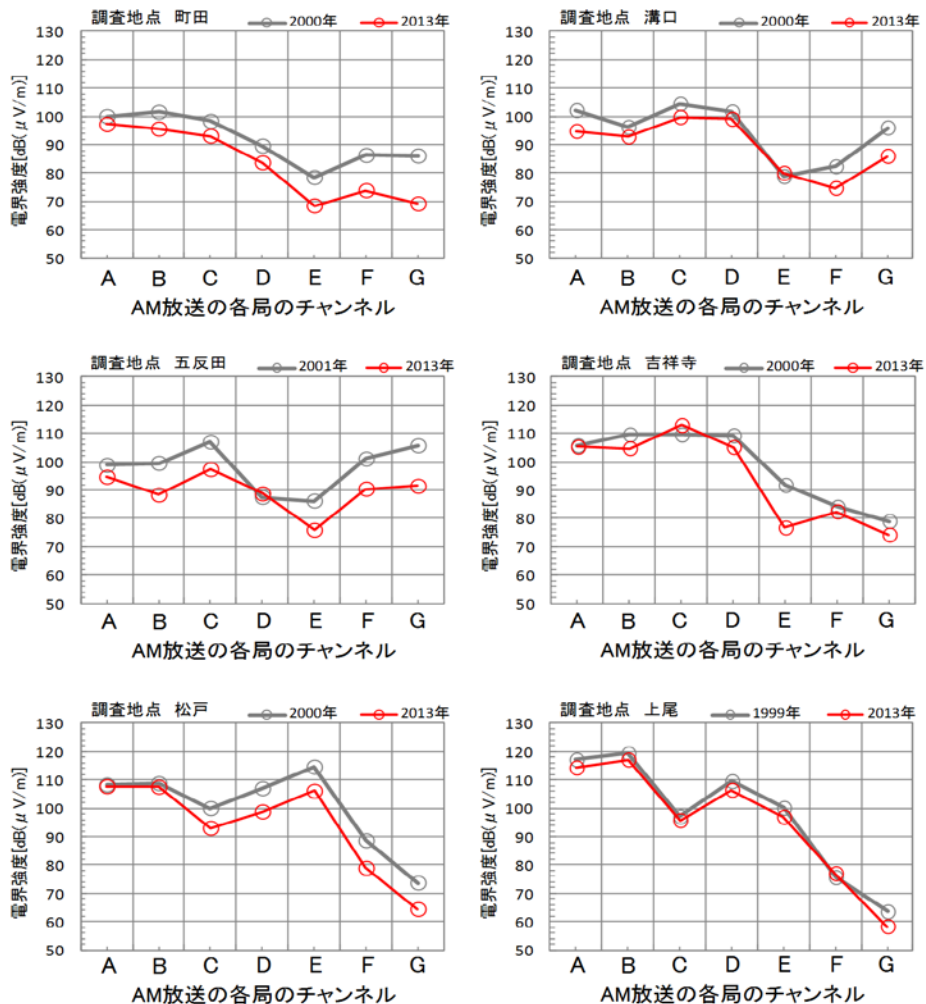 調査地点 町田 2000年 2013年
電界強度[dB(μV/m)]
130
120
110
100
90
80
70
60
50
A B C D E F G
AM放送の各局のチャンネル
調査地点 溝口 2000年 2013年
電界強度[dB(μV/m)]
130
120
110
100
90
80
70
60
50
A B C D E F G
AM放送の各局のチャンネル
調査地点 五反田 2001年 2013年
電界強度[dB(μV/m)]
130
120
110
100
90
80
70
60
50
A B C D E F G
AM放送の各局のチャンネル
調査地点 吉祥寺 2000年 2013年
電界強度[dB(μV/m)]
130
120
110
100
90
80
70
60
50
A B C D E F G
AM放送の各局のチャンネル
調査地点 松戸 2000年 2013年
電界強度[dB(μV/m)]
130
120
110
100
90
80
70
60
50
A B C D E F G
AM放送の各局のチャンネル
調査地点 上尾 1999年 2013年
電界強度[dB(μV/m)]
130
120
110
100
90
80
70
60
50
A B C D E F G
AM放送の各局のチャンネル